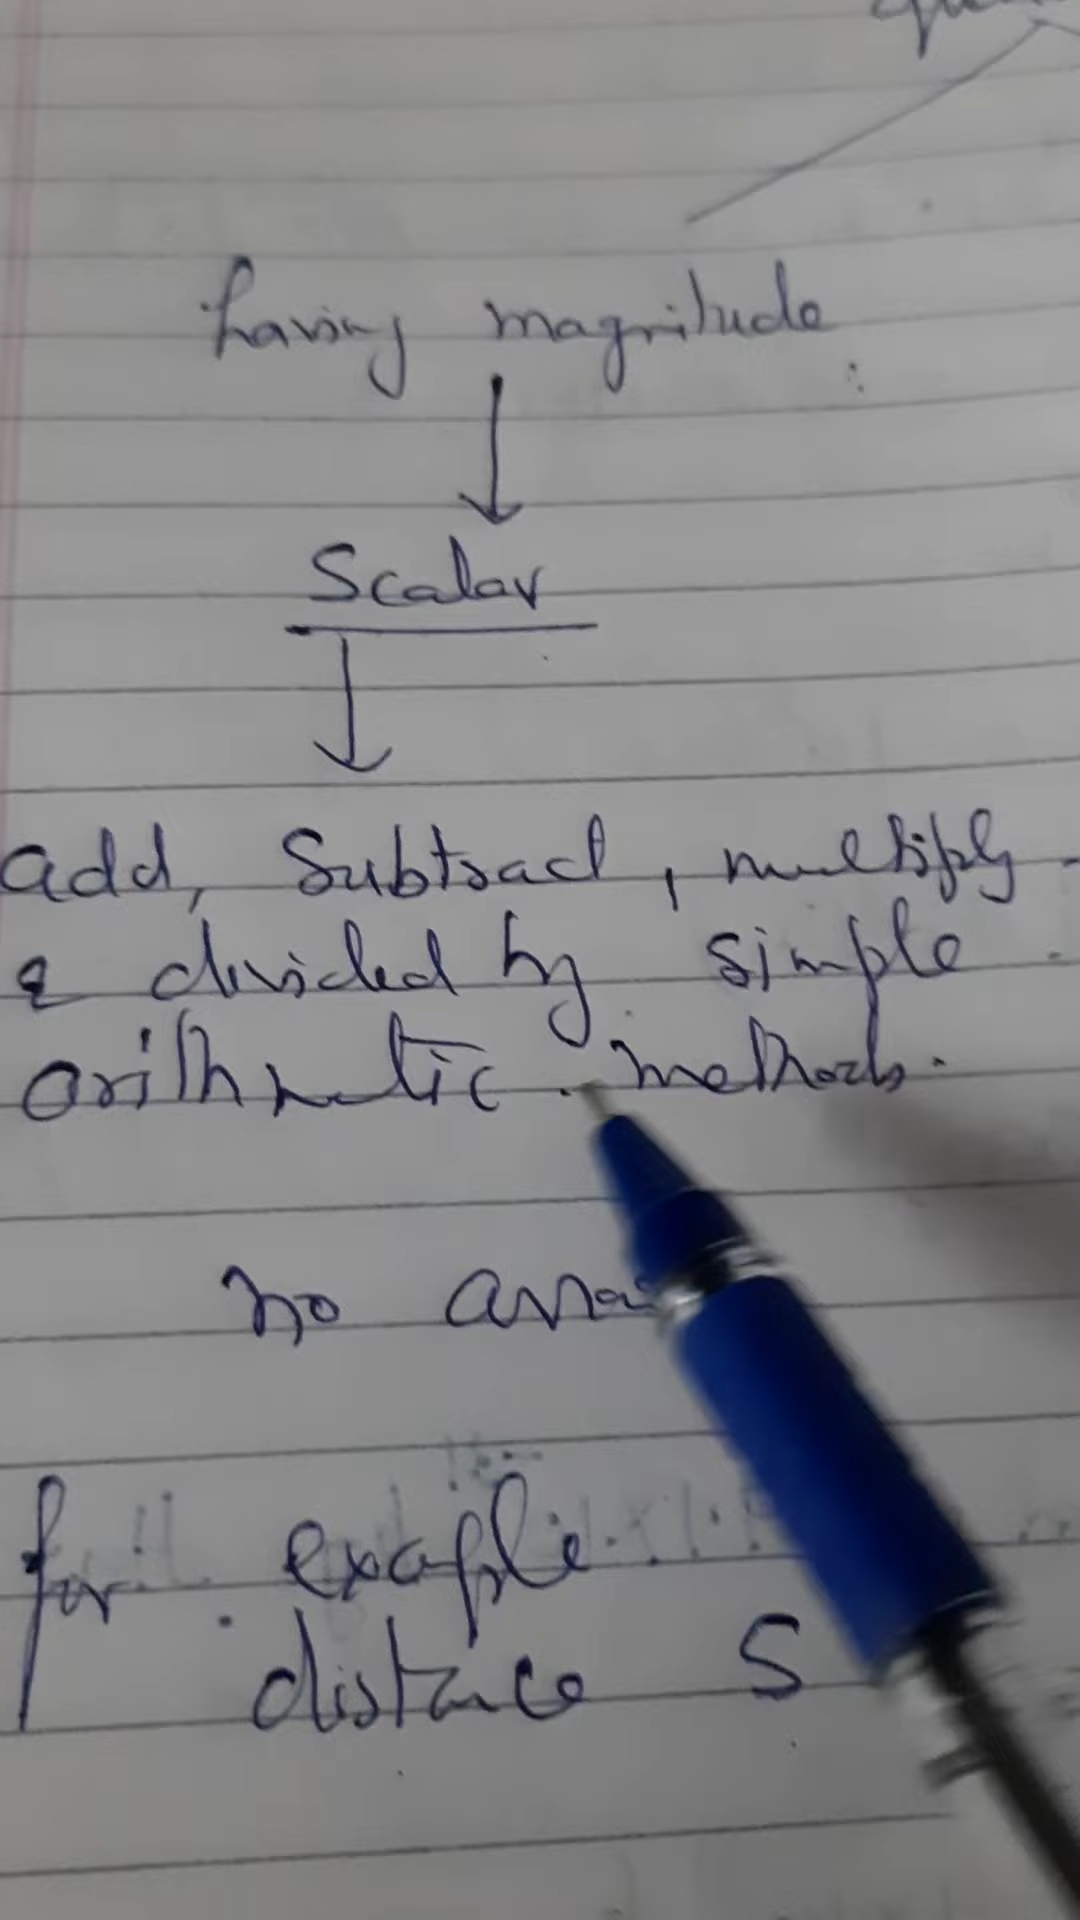 having magnitude
Scalar
add, Subtract, multiply
& divided by simple
arithmetic methods.
no
for example
distance S